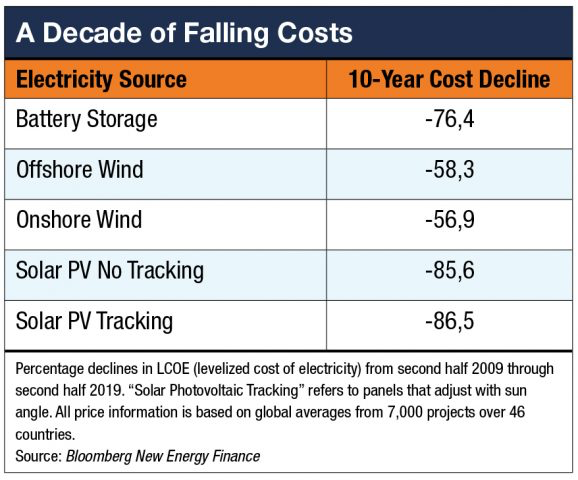 A Decade of Falling Costs
Electricity Source 10-Year Cost Decline
Battery Storage -76,4
Offshore Wind -58,3
Onshore Wind -56,9
Solar PV No Tracking -85,6
Solar PV Tracking -86,5
Percentage declines in LCOE (levelized cost of electricity) from second half 2009 through
second half 2019. “Solar Photovoltaic Tracking” refers to panels that adjust with sun
angle. All price information is based on global averages from 7,000 projects over 46
countries.
Source: Bloomberg New Energy Finance